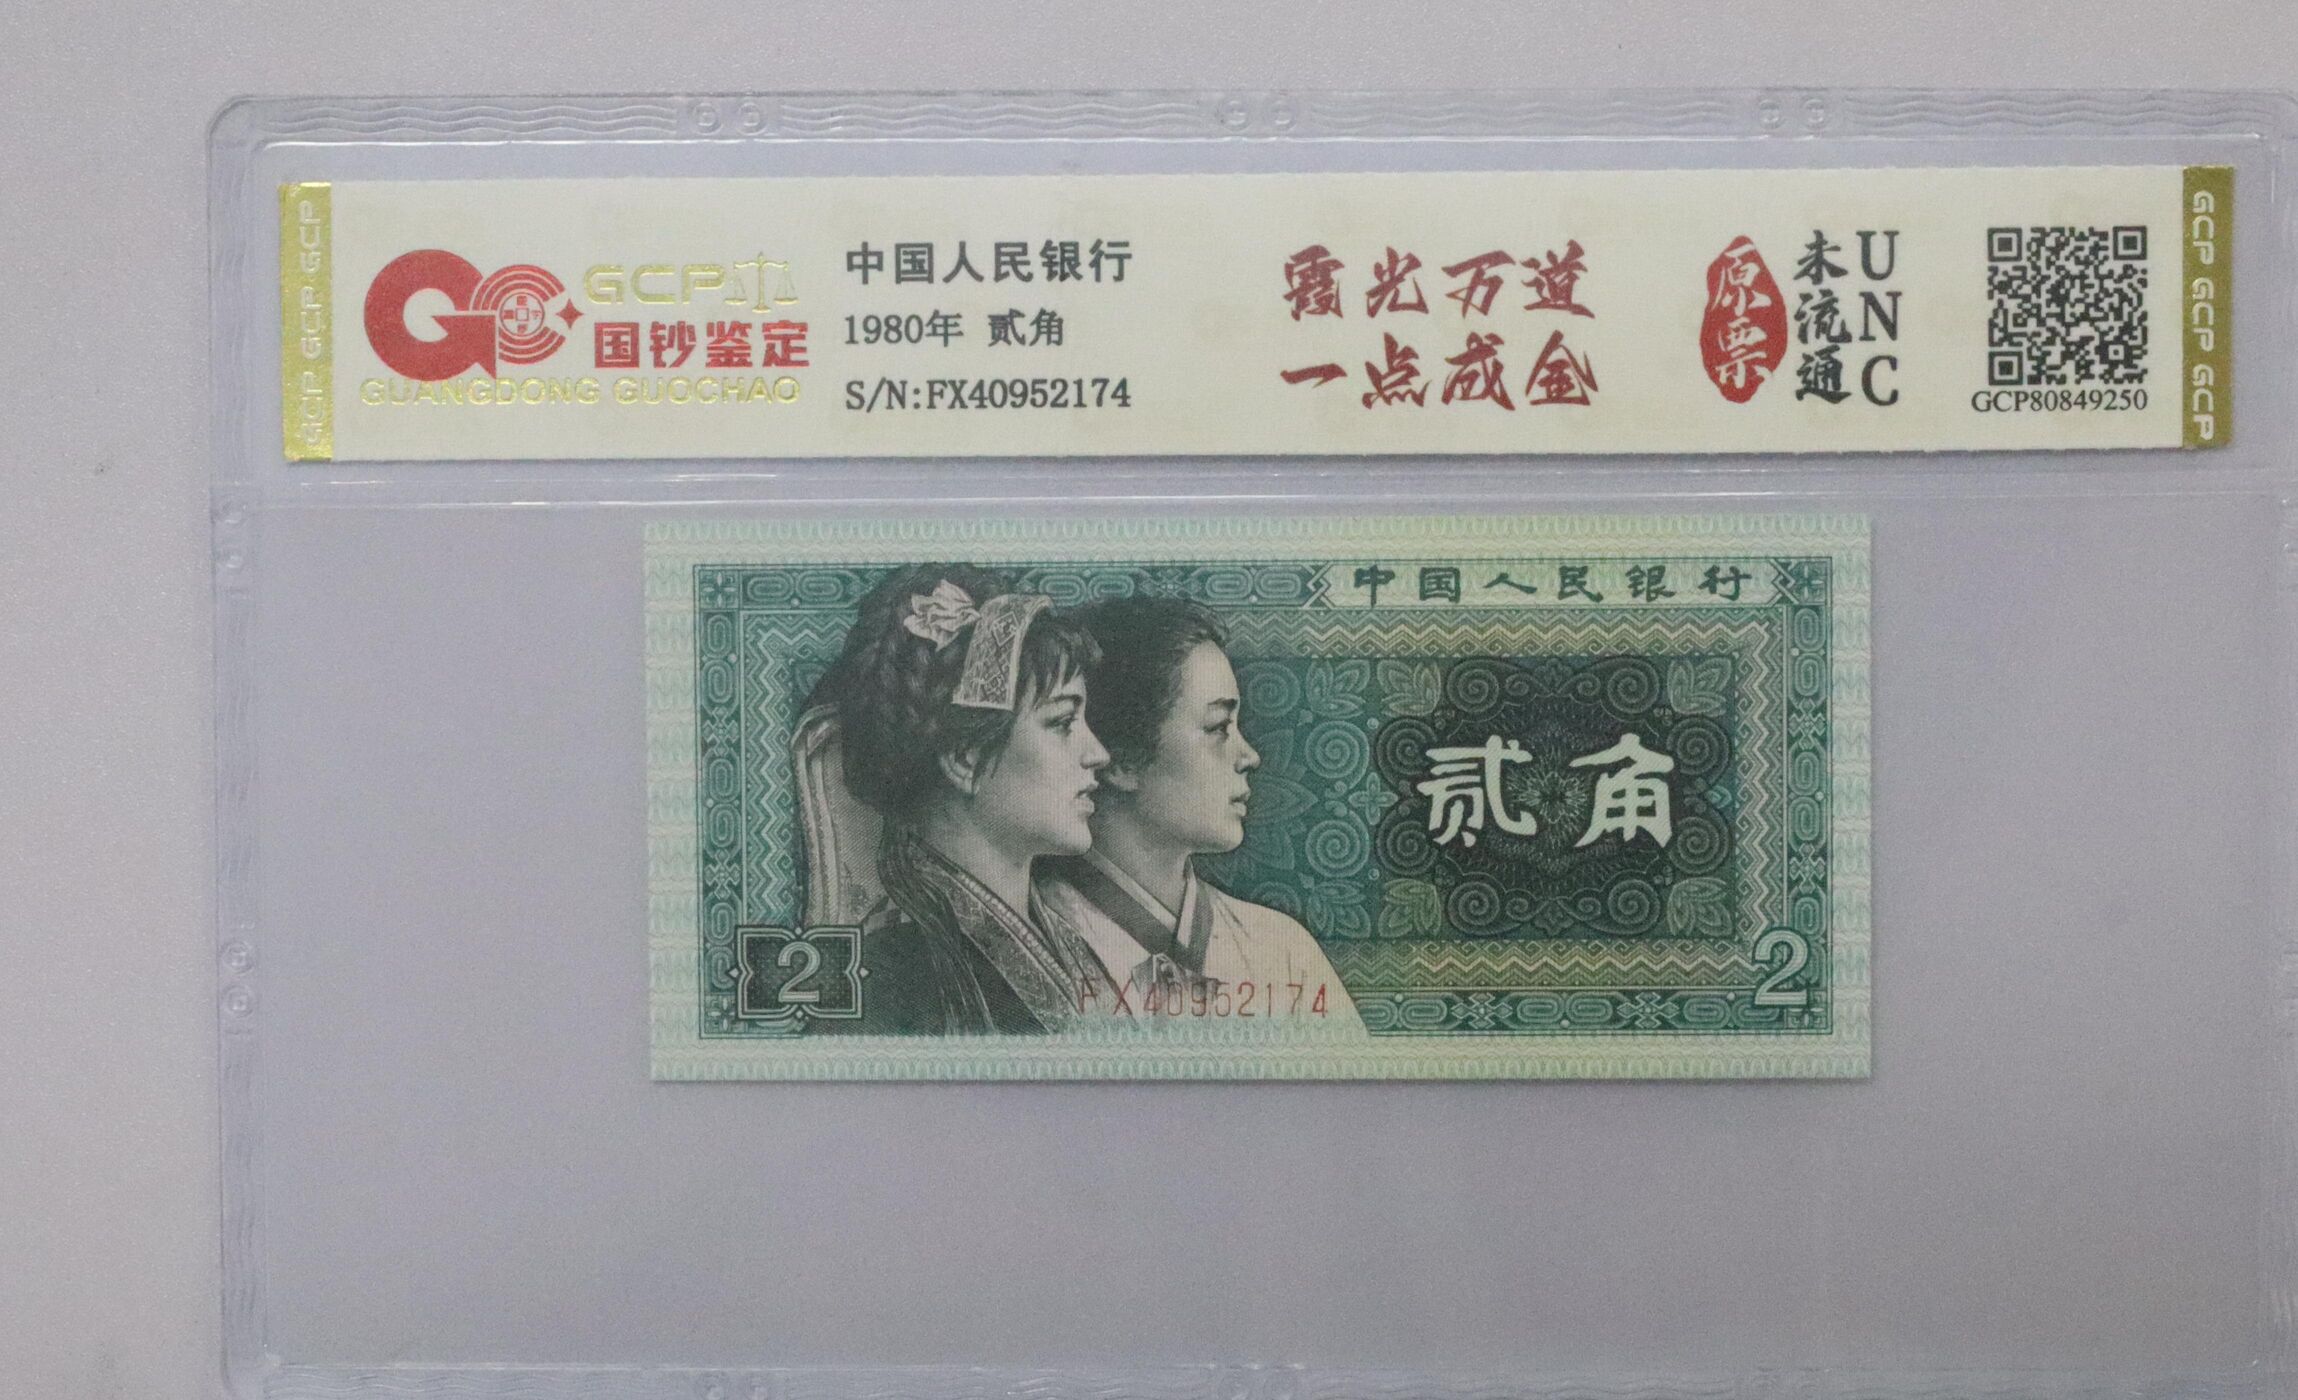 GCP GCP GCP
GCP
国钞鉴定
GUANGDONG GUOCHAO
中国人民银行
1980年 贰角
S/N:FX40952174
霞光万道
一点成金
原票
未流通
UNC
GCP80849250
GCP GCP GCP
中国人民银行
贰角
2
2
FX40952174